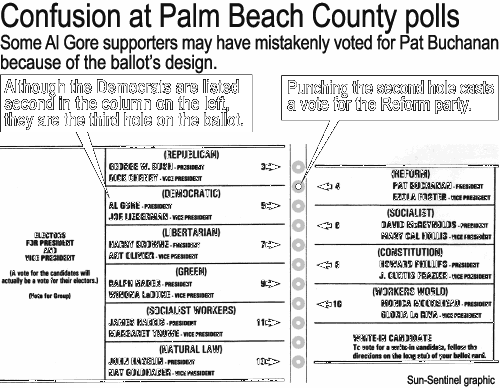 Confusion at Palm Beach County polls
Some Al Gore supporters may have mistakenly voted for Pat Buchanan
because of the ballot's design.
Although the Democrats are listed
second in the column on the left,
they are the third hole on the ballot.
Punching the second hole casts
a vote for the Reform party.
ELECTORS
FOR PRESIDENT
AND
VICE PRESIDENT
(A vote for the candidates will
actually be a vote for their electors.)
(Vote for Group)
(REPUBLICAN)
GEORGE W. BUSH - PRESIDENT
DICK CHENEY - VICE PRESIDENT
3
(DEMOCRATIC)
AL GORE - PRESIDENT
JOE LIEBERMAN - VICE PRESIDENT
5
(LIBERTARIAN)
HARRY BROWNE - PRESIDENT
ART OLIVIER - VICE PRESIDENT
7
(GREEN)
RALPH NADER - PRESIDENT
WINONA LaDUKE - VICE PRESIDENT
9
(SOCIALIST WORKERS)
JAMES HARRIS - PRESIDENT
MARGARET TROWE - VICE PRESIDENT
11
(NATURAL LAW)
JOHN HAGELIN - PRESIDENT
NAT GOLDHABER - VICE PRESIDENT
13
(REFORM)
4 PAT BUCHANAN - PRESIDENT
EZOLA FOSTER - VICE PRESIDENT
(SOCIALIST)
6 DAVID McREYNOLDS - PRESIDENT
MARY CAL HOLLIS - VICE PRESIDENT
(CONSTITUTION)
8 HOWARD PHILLIPS - PRESIDENT
J. CURTIS FRAZIER - VICE PRESIDENT
(WORKERS WORLD)
10 MONICA MOOREHEAD - PRESIDENT
GLORIA La RIVA - VICE PRESIDENT
WRITE-IN CANDIDATE
To vote for a write-in candidate, follow the
directions on the long stub of your ballot card.
Sun-Sentinel graphic